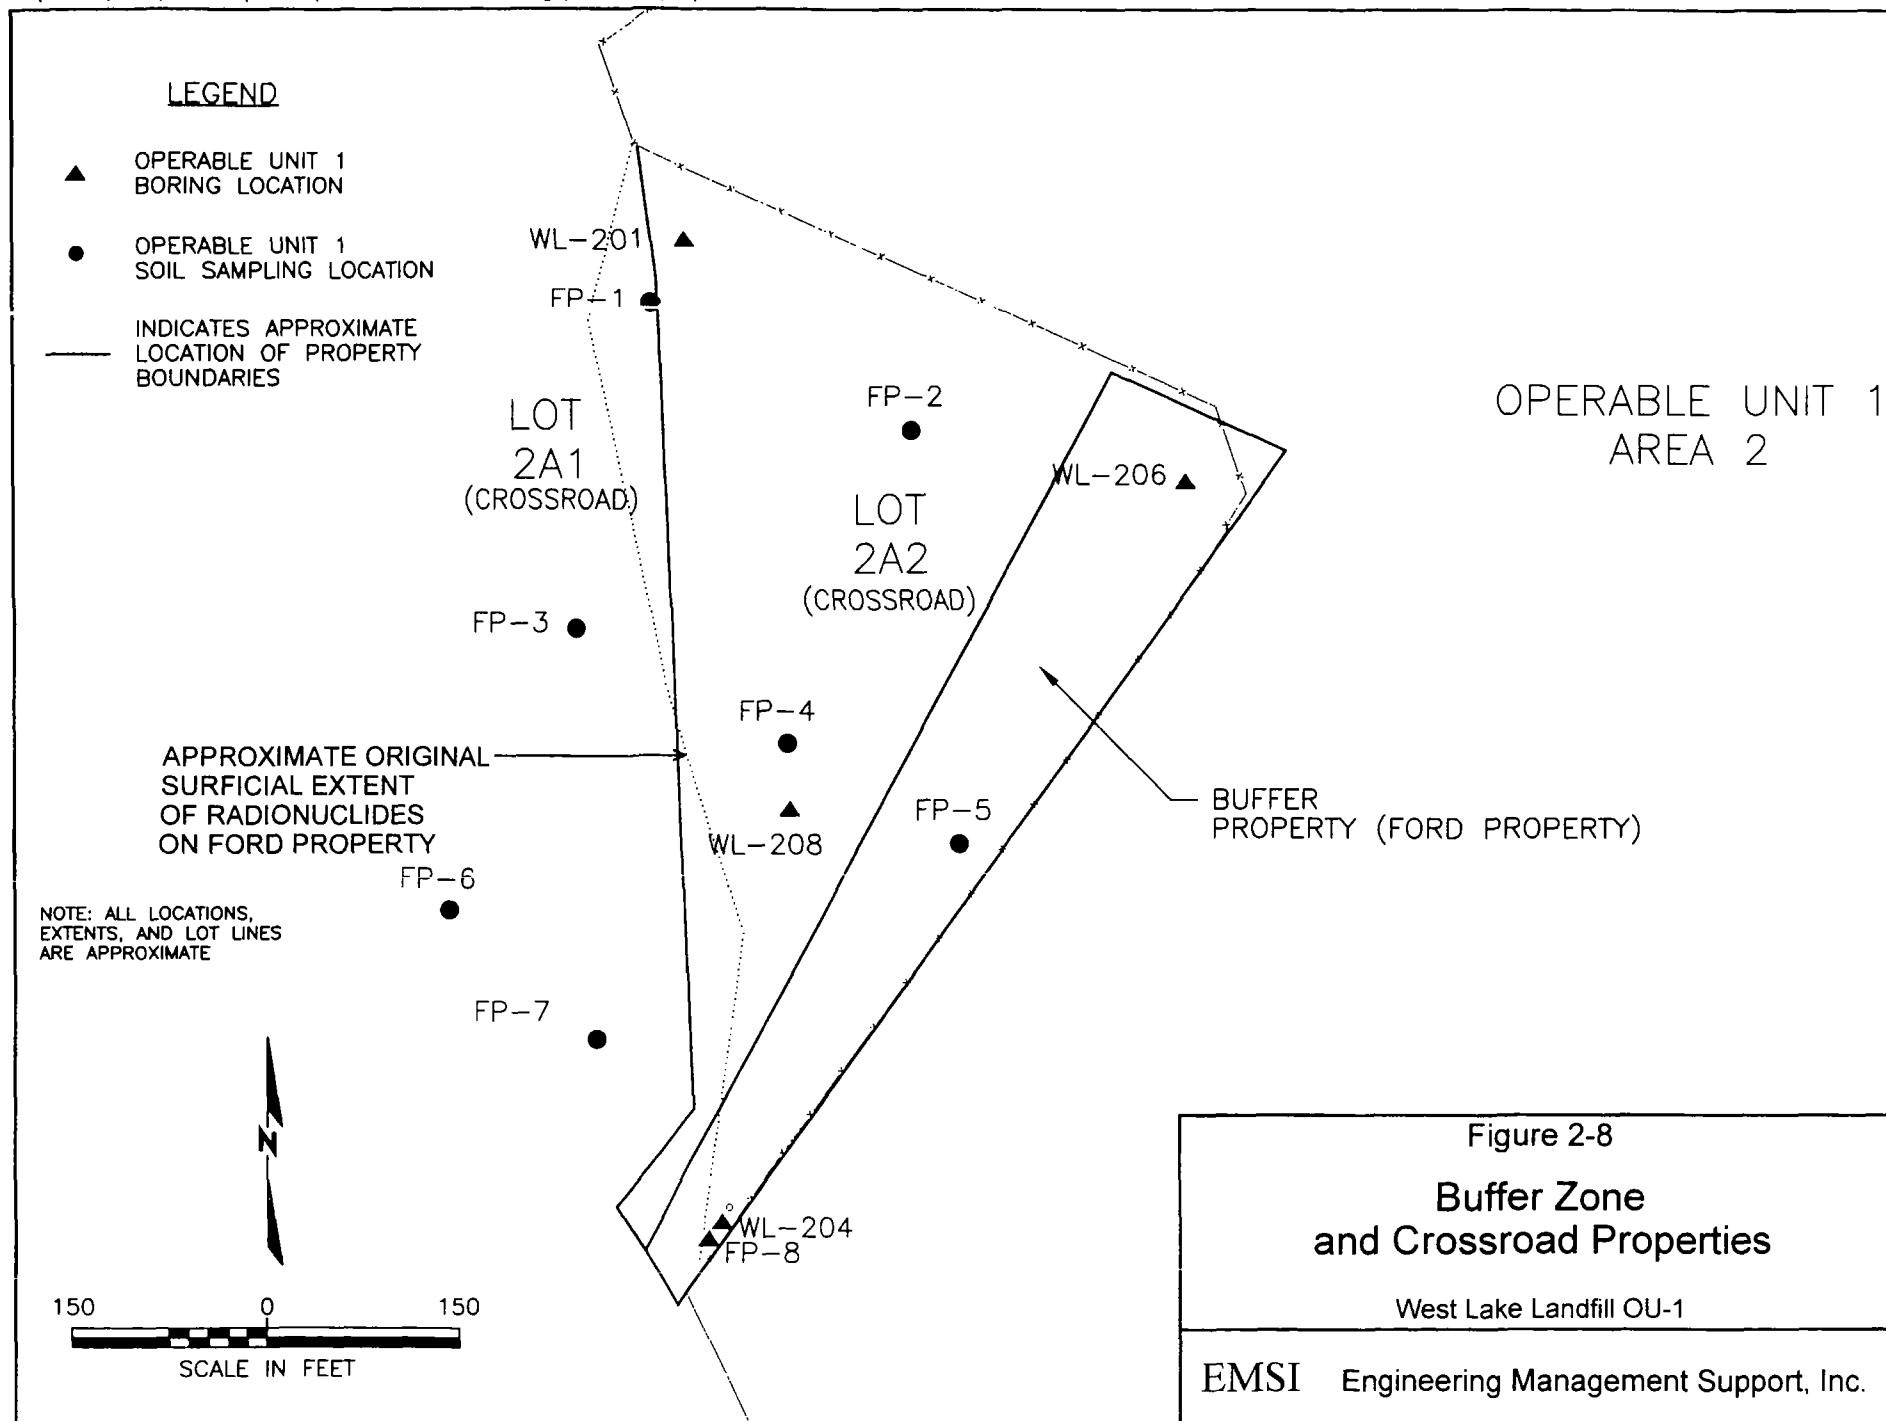 LEGEND
OPERABLE UNIT 1
BORING LOCATION
OPERABLE UNIT 1
SOIL SAMPLING LOCATION
INDICATES APPROXIMATE
LOCATION OF PROPERTY
BOUNDARIES
WL-201
FP-1
LOT
2A1
(CROSSROAD)
FP-2
LOT
2A2
(CROSSROAD)
WL-206
OPERABLE UNIT 1
AREA 2
FP-3
FP-4
APPROXIMATE ORIGINAL
SURFICIAL EXTENT
OF RADIONUCLIDES
ON FORD PROPERTY
WL-208
FP-5
BUFFER
PROPERTY (FORD PROPERTY)
FP-6
NOTE: ALL LOCATIONS,
EXTENTS, AND LOT LINES
ARE APPROXIMATE
FP-7
N
WL-204
FP-8
150 0 150
SCALE IN FEET
Figure 2-8
Buffer Zone
and Crossroad Properties
West Lake Landfill OU-1
EMSI Engineering Management Support, Inc.